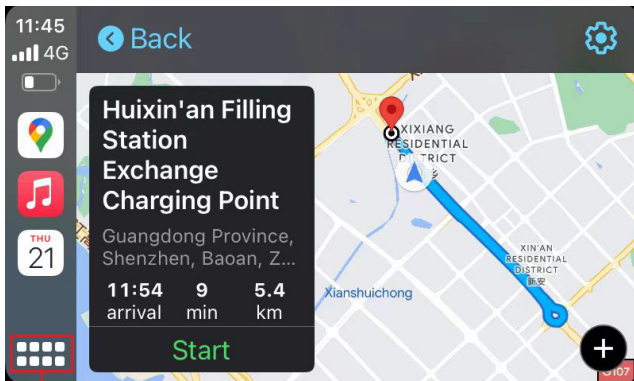 11:45
4G
Back
Huixin'an Filling
Station
Exchange
Charging Point
Guangdong Province,
Shenzhen, Baoan, Z...
11:54 9 5.4
arrival min km
Start
THU
21
XIXIANG
RESIDENTIAL
DISTRICT
乡
XIN'AN
RESIDENTIAL
DISTRICT
新安
Xianshuichong
G107